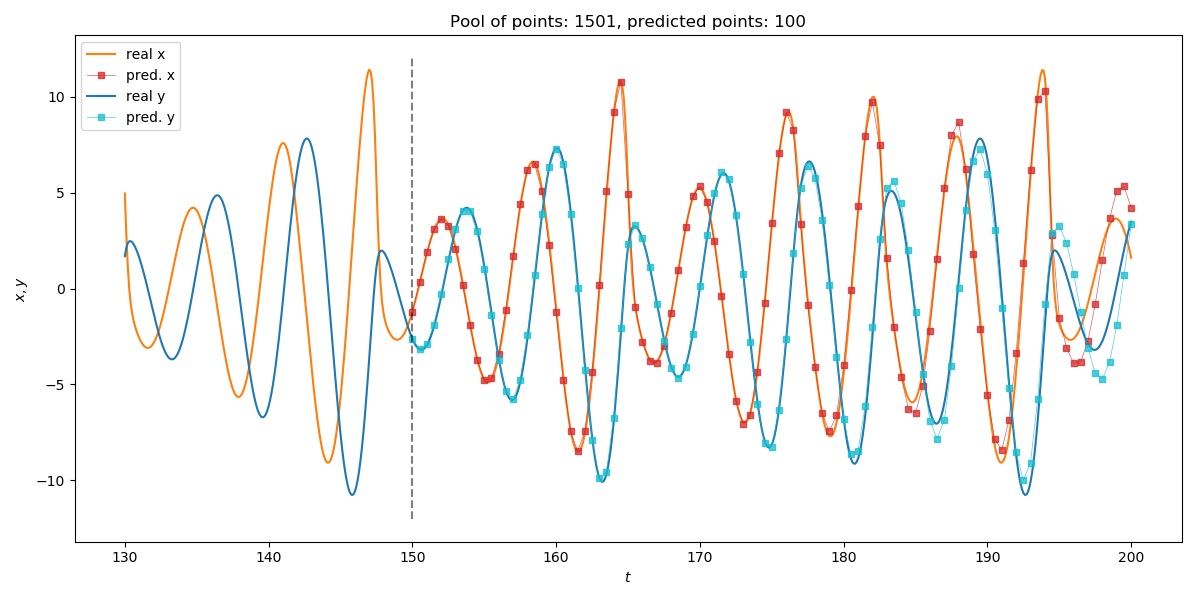 Pool of points: 1501, predicted points: 100
real x
pred. x
real y
pred. y
10
5
0
−5
−10
x, y
130
140
150
160
170
180
190
200
t